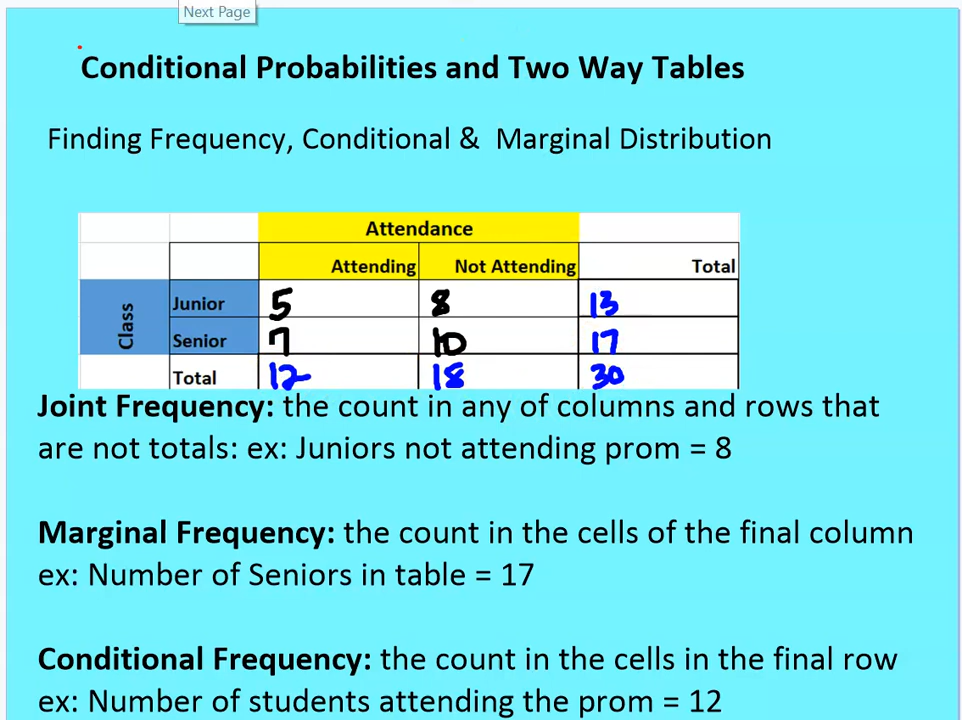 Next Page
Conditional Probabilities and Two Way Tables
Finding Frequency, Conditional & Marginal Distribution
Attendance
Attending Not Attending Total
Class
Junior 5 8 13
Senior 7 10 17
Total 12 18 30
Joint Frequency: the count in any of columns and rows that
are not totals: ex: Juniors not attending prom = 8
Marginal Frequency: the count in the cells of the final column
ex: Number of Seniors in table = 17
Conditional Frequency: the count in the cells in the final row
ex: Number of students attending the prom = 12